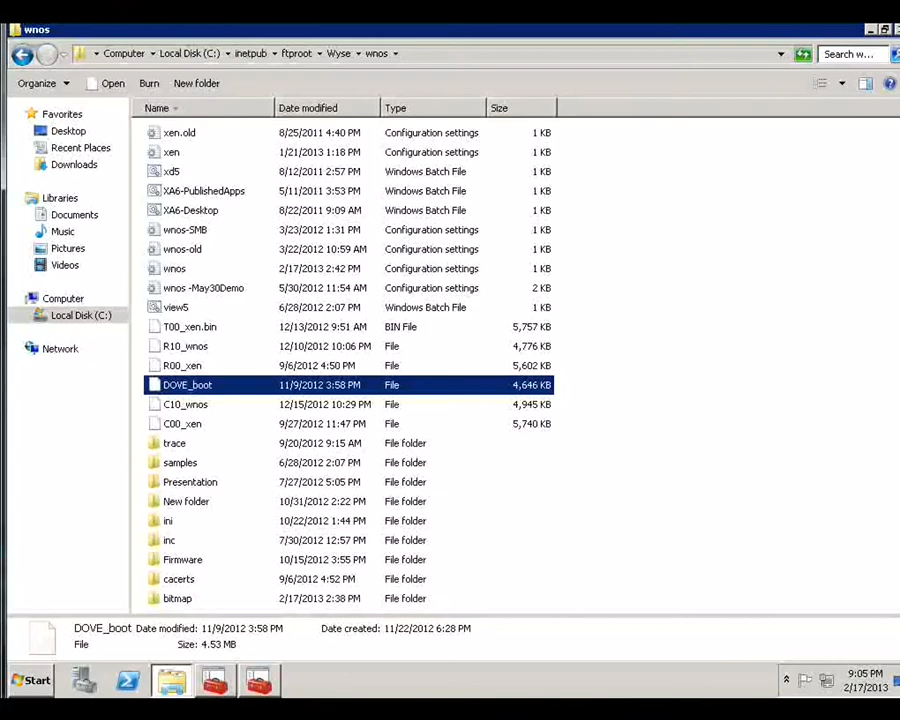 wnos
Computer Local Disk (C:) inetpub ftproot Wyse wnos Search w...
Organize Open Burn New folder
Name Date modified Type Size
Favorites
Desktop
Recent Places
Downloads
Libraries
Documents
Music
Pictures
Videos
Computer
Local Disk (C:)
Network
xen.old 8/25/2011 4:40 PM Configuration settings 1 KB
xen 1/21/2013 1:18 PM Configuration settings 1 KB
xd5 8/12/2011 2:57 PM Windows Batch File 1 KB
XA6-PublishedApps 5/11/2011 3:53 PM Windows Batch File 1 KB
XA6-Desktop 8/22/2011 9:09 AM Windows Batch File 1 KB
wnos-SMB 3/23/2012 1:31 PM Configuration settings 1 KB
wnos-old 3/22/2012 10:59 AM Configuration settings 1 KB
wnos 2/17/2013 2:42 PM Configuration settings 1 KB
wnos -May30Demo 5/30/2012 11:54 AM Configuration settings 2 KB
view5 6/28/2012 2:07 PM Windows Batch File 1 KB
T00_xen.bin 12/13/2012 9:51 AM BIN File 5,757 KB
R10_wnos 12/10/2012 10:06 PM File 4,776 KB
R00_xen 9/6/2012 4:50 PM File 5,602 KB
DOVE_boot 11/9/2012 3:58 PM File 4,646 KB
C10_wnos 12/15/2012 10:29 PM File 4,945 KB
C00_xen 9/27/2012 11:47 PM File 5,740 KB
trace 9/20/2012 9:15 AM File folder
samples 6/28/2012 2:07 PM File folder
Presentation 7/27/2012 5:05 PM File folder
New folder 10/31/2012 2:22 PM File folder
ini 10/22/2012 1:44 PM File folder
inc 7/30/2012 12:57 PM File folder
Firmware 10/15/2012 3:55 PM File folder
cacerts 9/6/2012 4:52 PM File folder
bitmap 2/17/2013 2:38 PM File folder
DOVE_boot Date modified: 11/9/2012 3:58 PM Date created: 11/22/2012 6:28 PM
File Size: 4.53 MB
Start 9:05 PM
2/17/2013